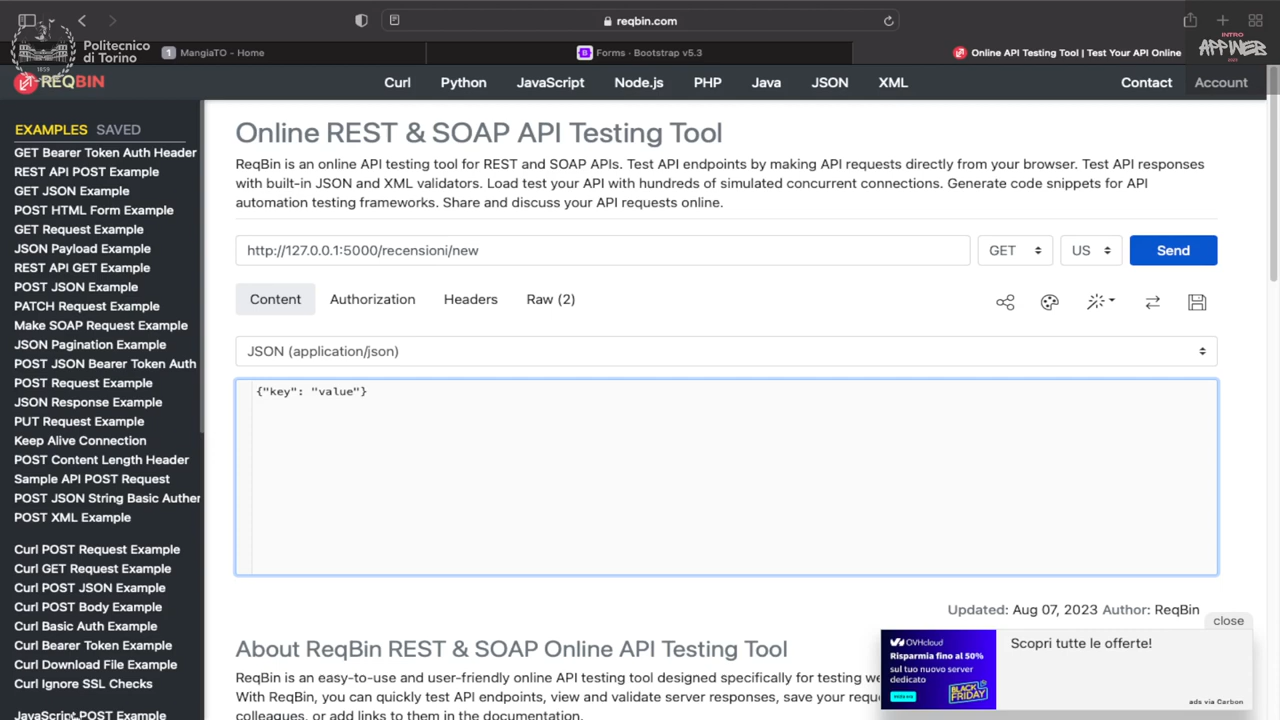 reqbin.com
Politecnico
di Torino
1859
1 MangiaTO - Home
B Forms - Bootstrap v5.3
Online API Testing Tool | Test Your API Online
INTRO
APPWEB
REQBIN
Curl
Python
JavaScript
Node.js
PHP
Java
JSON
XML
Contact
Account
EXAMPLES SAVED
GET Bearer Token Auth Header
REST API POST Example
GET JSON Example
POST HTML Form Example
GET Request Example
JSON Payload Example
REST API GET Example
POST JSON Example
PATCH Request Example
Make SOAP Request Example
JSON Pagination Example
POST JSON Bearer Token Auth
POST Request Example
JSON Response Example
PUT Request Example
Keep Alive Connection
POST Content Length Header
Sample API POST Request
POST JSON String Basic Authen
POST XML Example
Curl POST Request Example
Curl GET Request Example
Curl POST JSON Example
Curl POST Body Example
Curl Basic Auth Example
Curl Bearer Token Example
Curl Download File Example
Curl Ignore SSL Checks
JavaScript POST Example
Online REST & SOAP API Testing Tool
ReqBin is an online API testing tool for REST and SOAP APIs. Test API endpoints by making API requests directly from your browser. Test API responses
with built-in JSON and XML validators. Load test your API with hundreds of simulated concurrent connections. Generate code snippets for API
automation testing frameworks. Share and discuss your API requests online.
http://127.0.0.1:5000/recensioni/new
GET
US
Send
Content
Authorization
Headers
Raw (2)
JSON (application/json)
{"key": "value"}
Updated: Aug 07, 2023 Author: ReqBin
About ReqBin REST & SOAP Online API Testing Tool
ReqBin is an easy-to-use and user-friendly online API testing tool designed specifically for testing we
With ReqBin, you can quickly test API endpoints, view and validate server responses, save your requ
colleagues, or add links to them in the documentation.
close
OVHcloud
Risparmia fino al 50%
sul tuo nuovo server
dedicato
BLACK
FRIDAY
Scopri tutte le offerte!
ads via Carbon